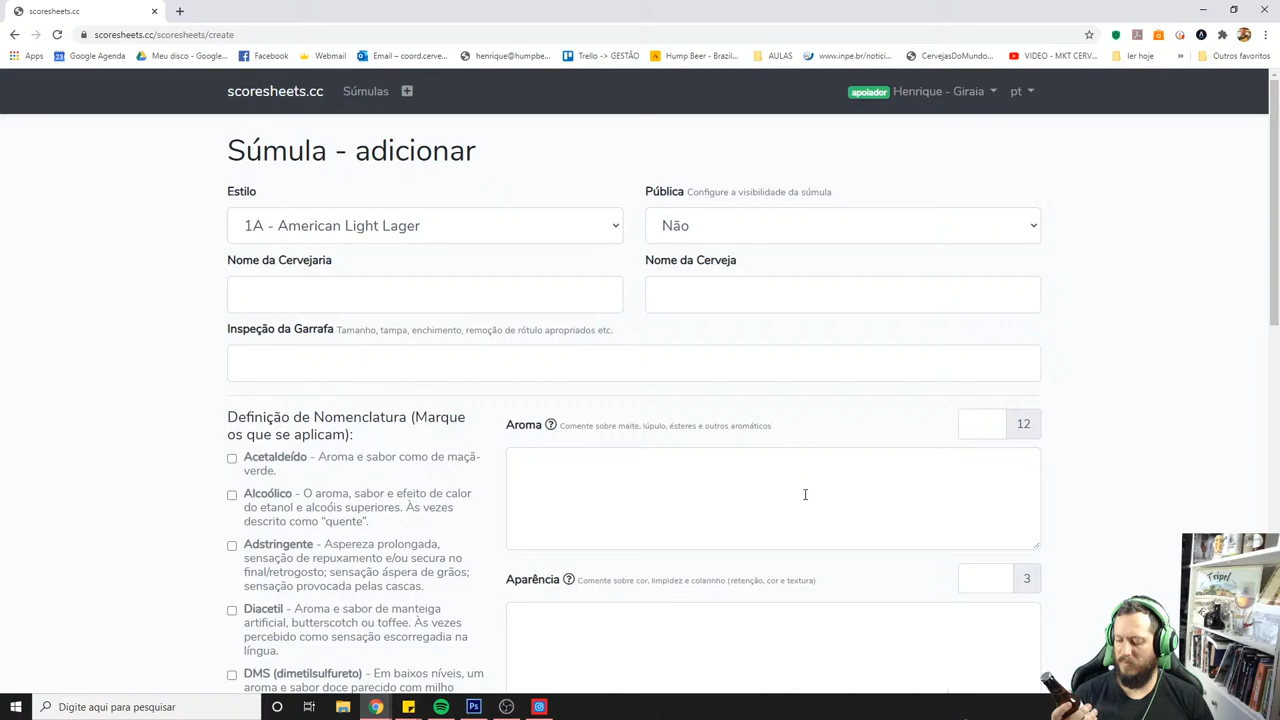 scoresheets.cc
scoresheets.cc/scoresheets/create
Apps
Google Agenda
Meu disco - Google...
Facebook
Webmail
Email – coord.cerve...
henrique@humpbe...
Trello -> GESTÃO
Hump Beer - Brazil...
AULAS
www.inpe.br/notici...
CervejasDoMundo...
VIDEO - MKT CERV...
ler hoje
»
Outros favoritos
scoresheets.cc Súmulas
apoiador Henrique - Giraia pt
Súmula - adicionar
Estilo
Pública Configure a visibilidade da súmula
1A - American Light Lager
Não
Nome da Cervejaria
Nome da Cerveja
Inspeção da Garrafa Tamanho, tampa, enchimento, remoção de rótulo apropriados etc.
Definição de Nomenclatura (Marque
os que se aplicam):
Acetaldeído - Aroma e sabor como de maçã-
verde.
Alcoólico - O aroma, sabor e efeito de calor
do etanol e alcoóis superiores. Às vezes
descrito como “quente”.
Adstringente - Aspereza prolongada,
sensação de repuxamento e/ou secura no
final/retrogosto; sensação áspera de grãos;
sensação provocada pelas cascas.
Diacetil - Aroma e sabor de manteiga
artificial, butterscotch ou toffee. Às vezes
percebido como sensação escorregadia na
língua.
DMS (dimetilsulfureto) - Em baixos níveis, um
aroma e sabor doce parecido com milho
Aroma Comente sobre malte, lúpulo, ésteres e outros aromáticos
12
Aparência Comente sobre cor, limpidez e colarinho (retenção, cor e textura)
3
Teipel
Digite aqui para pesquisar
Ps